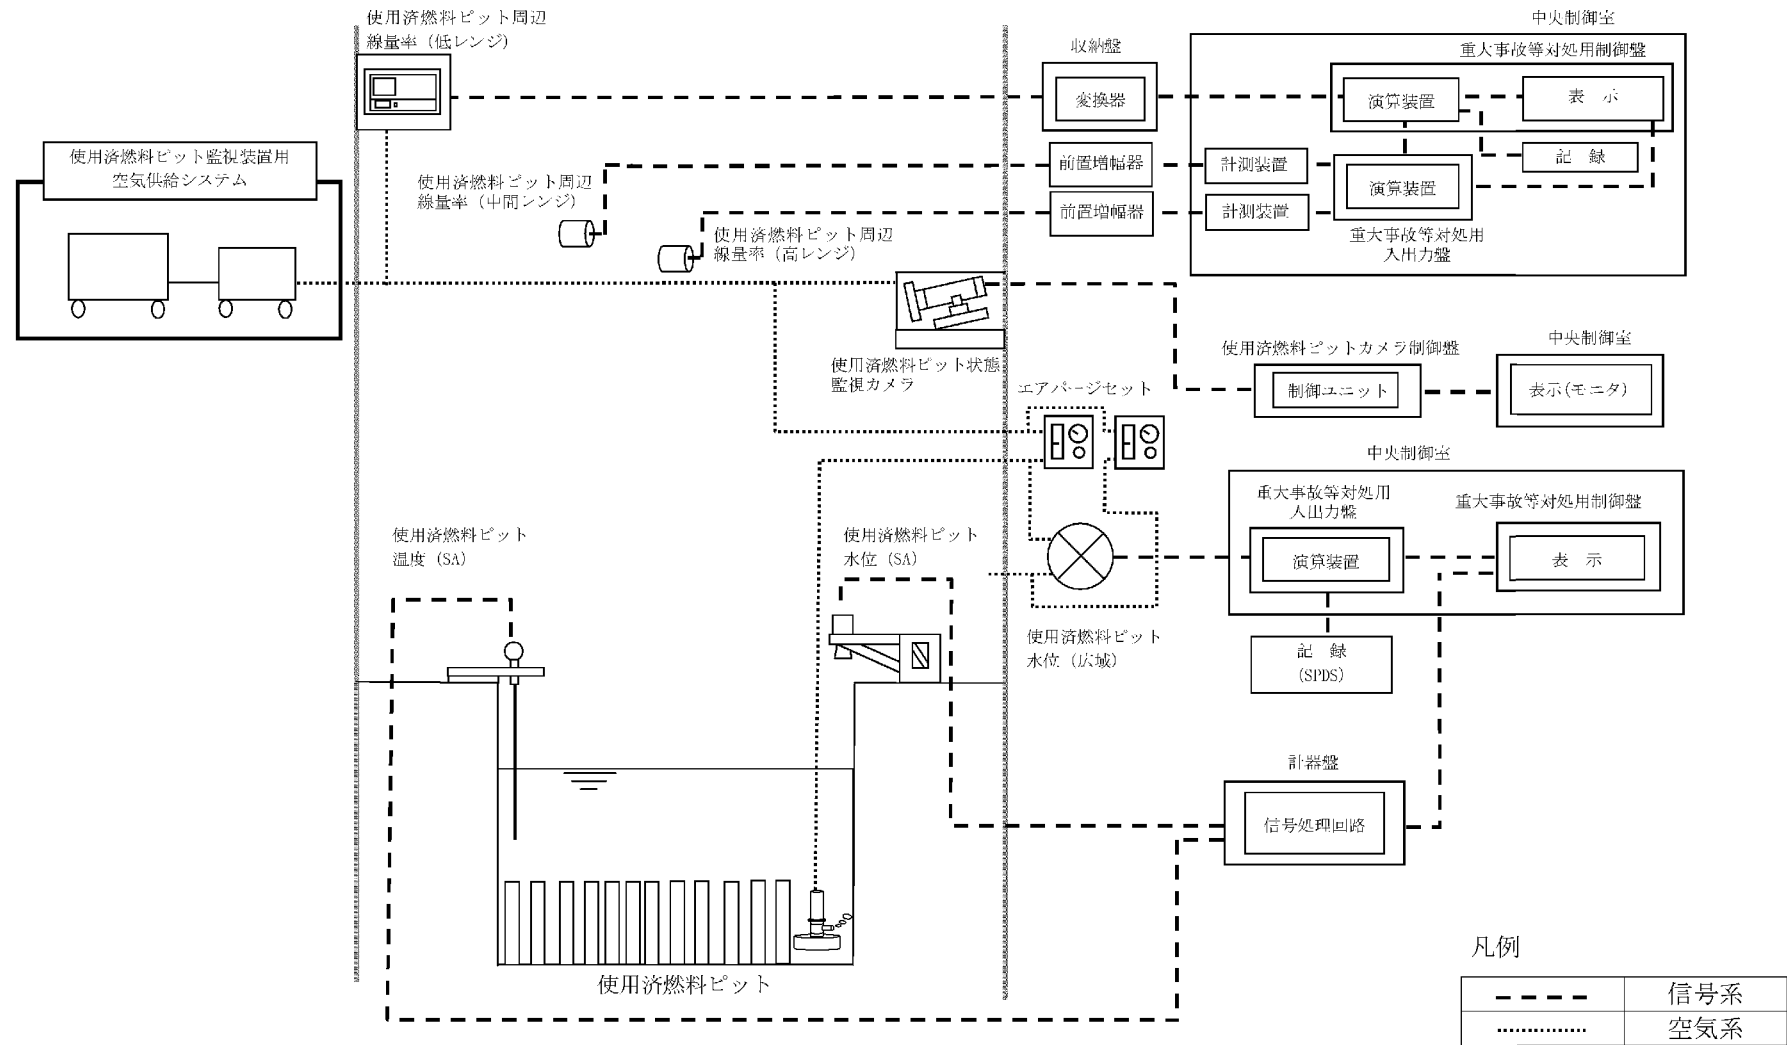 使用済燃料ピット周辺
線量率（低レンジ）
中央制御室
収納盤
重大事故等対処用制御盤
変換器
演算装置
表　示
使用済燃料ピット監視装置用
空気供給システム
前置増幅器
計測装置
記　録
使用済燃料ピット周辺
線量率（中間レンジ）
演算装置
前置増幅器
計測装置
使用済燃料ピット周辺
線量率（高レンジ）
重大事故等対処用
入出力盤
使用済燃料ピット状態
監視カメラ
使用済燃料ピットカメラ制御盤
中央制御室
制御ユニット
表示(モニタ)
エアパージセット
中央制御室
重大事故等対処用
入出力盤
重大事故等対処用制御盤
使用済燃料ピット
温度（SA）
使用済燃料ピット
水位（SA）
演算装置
表　示
使用済燃料ピット
水位（広域）
記　録
(SPDS)
計器盤
信号処理回路
使用済燃料ピット
凡例
信号系
空気系